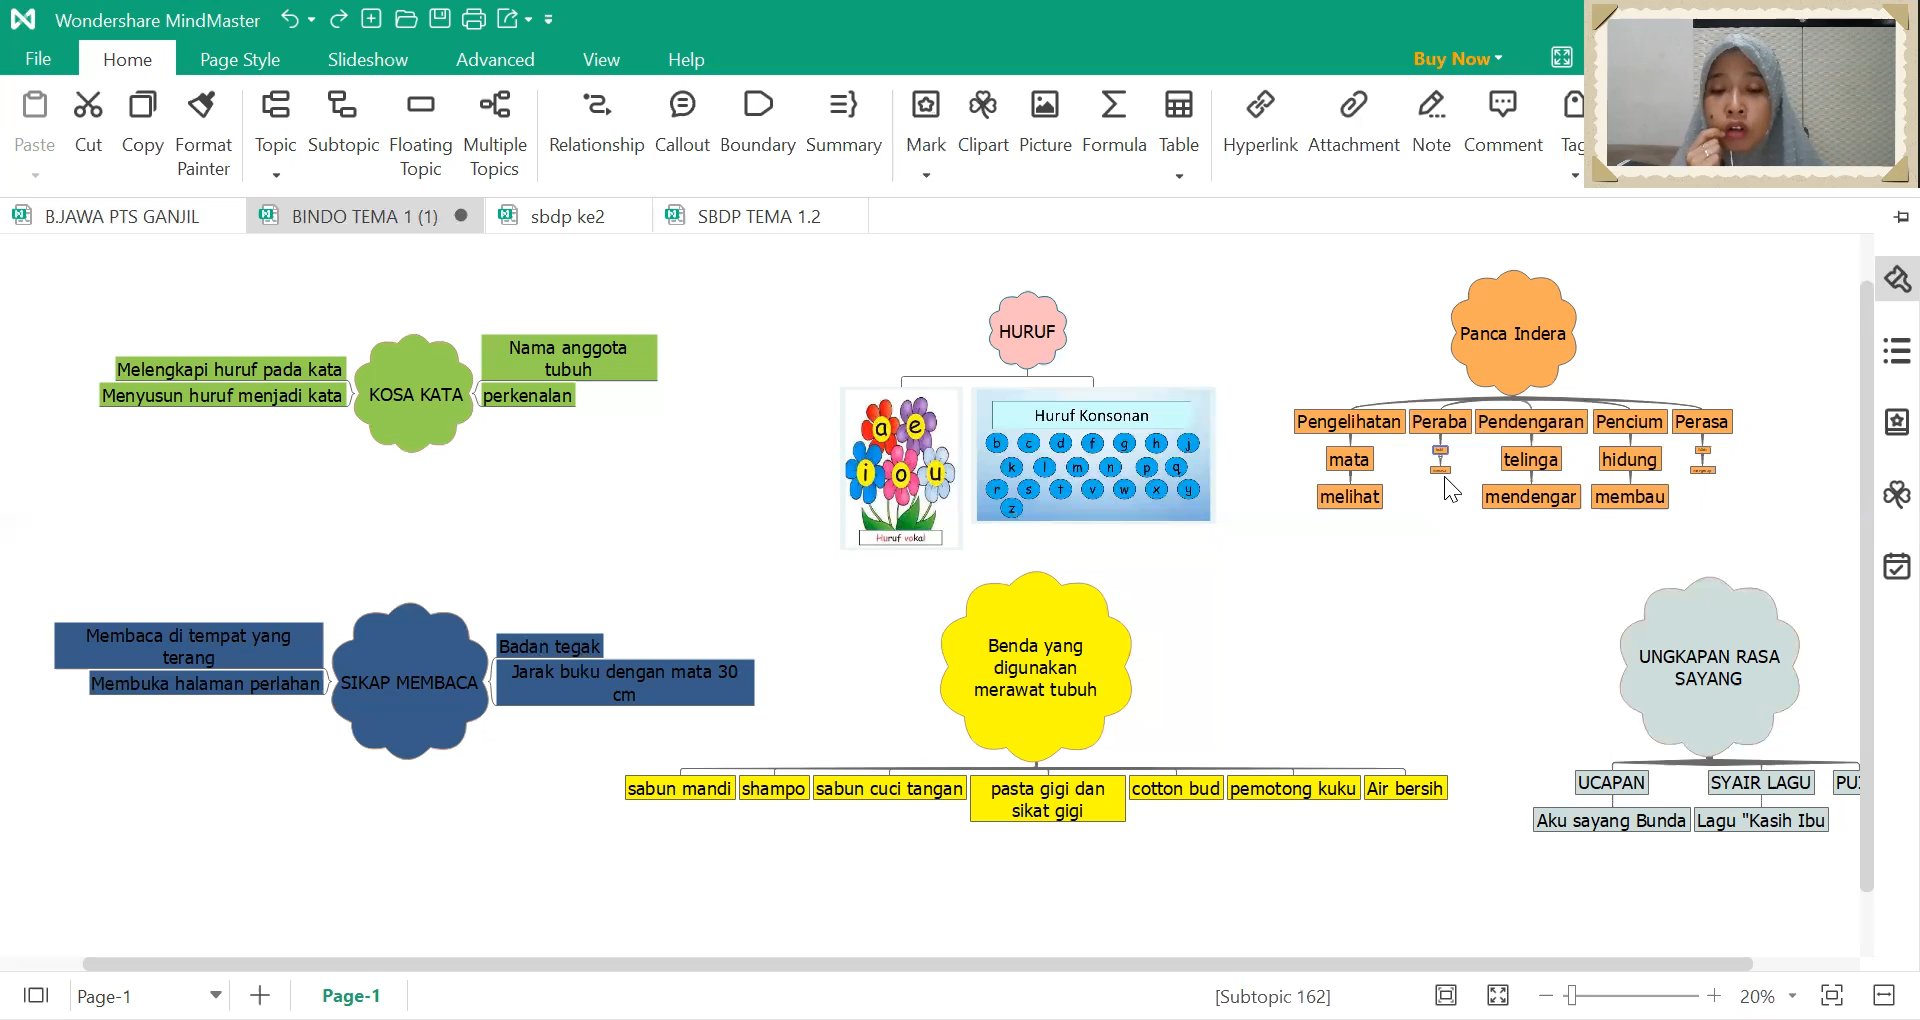 Wondershare MindMaster
File
Home
Page Style
Slideshow
Advanced
View
Help
Buy Now
Paste
Cut
Copy
Format
Painter
Topic
Subtopic
Floating
Topic
Multiple
Topics
Relationship
Callout
Boundary
Summary
Mark
Clipart
Picture
Formula
Table
Hyperlink
Attachment
Note
Comment
Tag
B.JAWA PTS GANJIL
BINDO TEMA 1 (1)
sbdp ke2
SBDP TEMA 1.2
Melengkapi huruf pada kata
Menyusun huruf menjadi kata
KOSA KATA
Nama anggota
tubuh
perkenalan
HURUF
a e
i o u
Huruf vokal
Huruf Konsonan
b c d f g h j
k l m n p q
r s t v w x y
z
Panca Indera
Pengelihatan
Peraba
Pendengaran
Pencium
Perasa
mata
telinga
hidung
melihat
mendengar
membau
Membaca di tempat yang
terang
Membuka halaman perlahan
SIKAP MEMBACA
Badan tegak
Jarak buku dengan mata 30
cm
Benda yang
digunakan
merawat tubuh
sabun mandi
shampo
sabun cuci tangan
pasta gigi dan
sikat gigi
cotton bud
pemotong kuku
Air bersih
UNGKAPAN RASA
SAYANG
UCAPAN
SYAIR LAGU
Aku sayang Bunda
Lagu "Kasih Ibu
Page-1
Page-1
[Subtopic 162]
20%